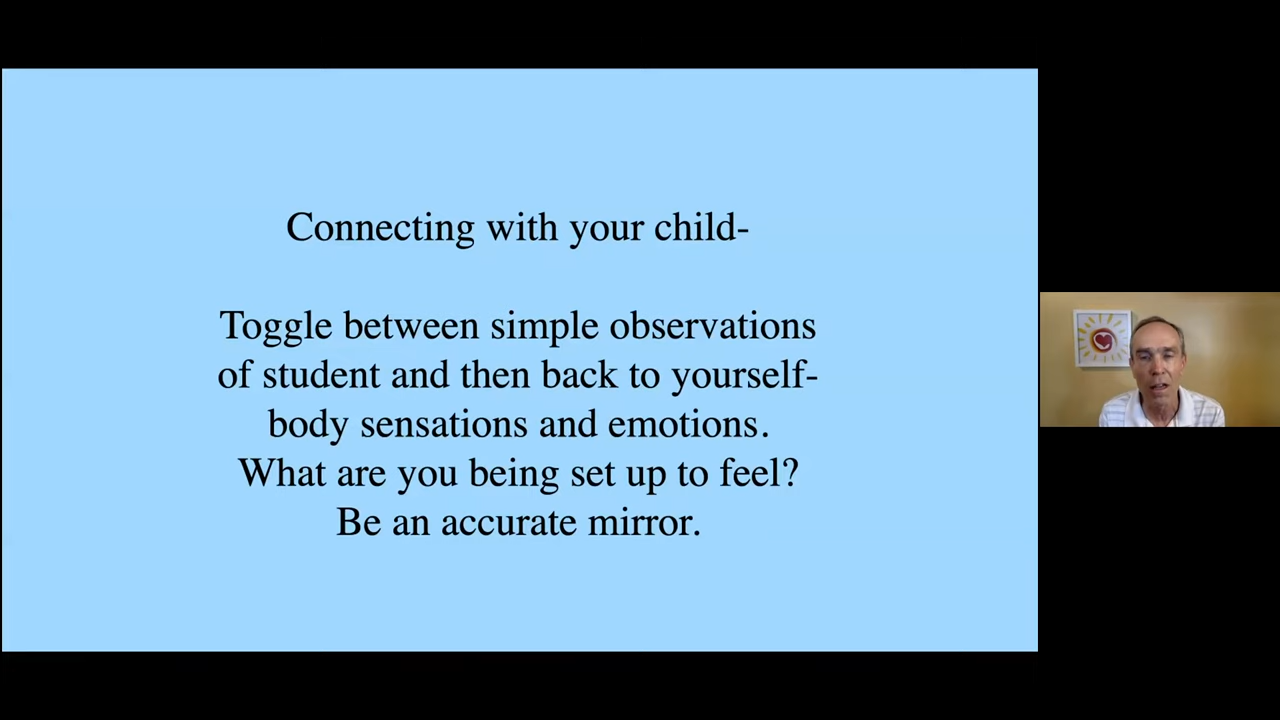 Connecting with your child-
Toggle between simple observations
of student and then back to yourself-
body sensations and emotions.
What are you being set up to feel?
Be an accurate mirror.